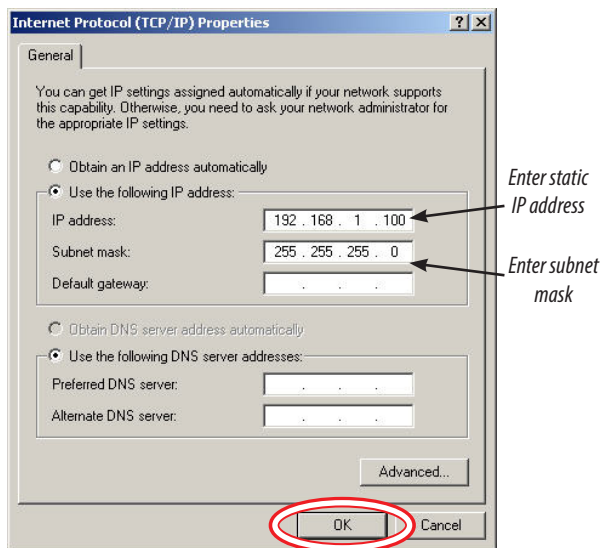 Internet Protocol (TCP/IP) Properties
General
You can get IP settings assigned automatically if your network supports
this capability. Otherwise, you need to ask your network administrator for
the appropriate IP settings.
Obtain an IP address automatically
Use the following IP address:
IP address: 192 . 168 . 1 . 100
Enter static
IP address
Subnet mask: 255 . 255 . 255 . 0
Enter subnet
mask
Default gateway: . . .
Obtain DNS server address automatically
Use the following DNS server addresses:
Preferred DNS server: . . .
Alternate DNS server: . . .
Advanced...
OK Cancel